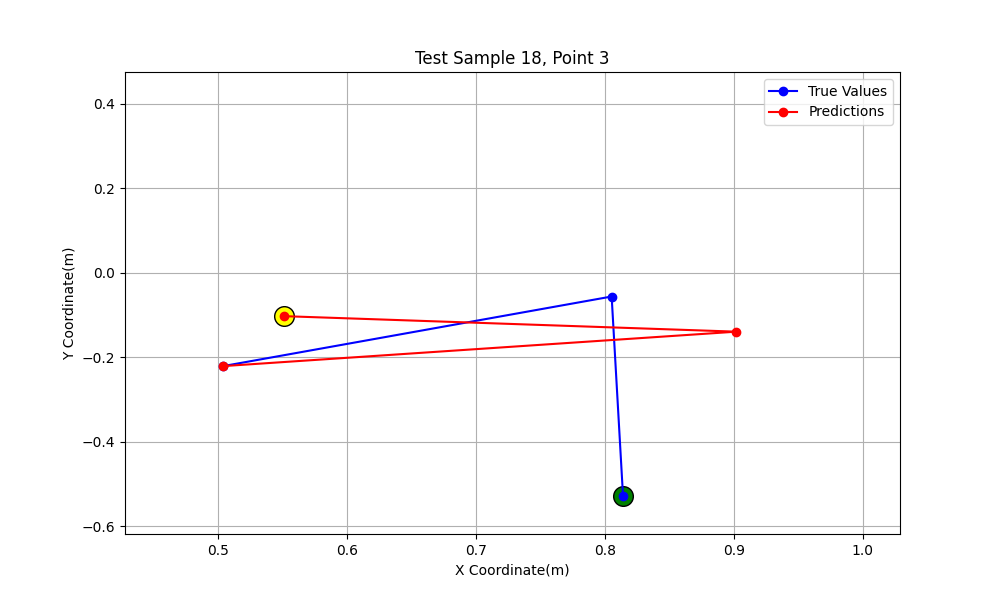 Test Sample 18, Point 3
True Values
Predictions
Y Coordinate(m)
0.4
0.2
0.0
−0.2
−0.4
−0.6
0.5 0.6 0.7 0.8 0.9 1.0
X Coordinate(m)